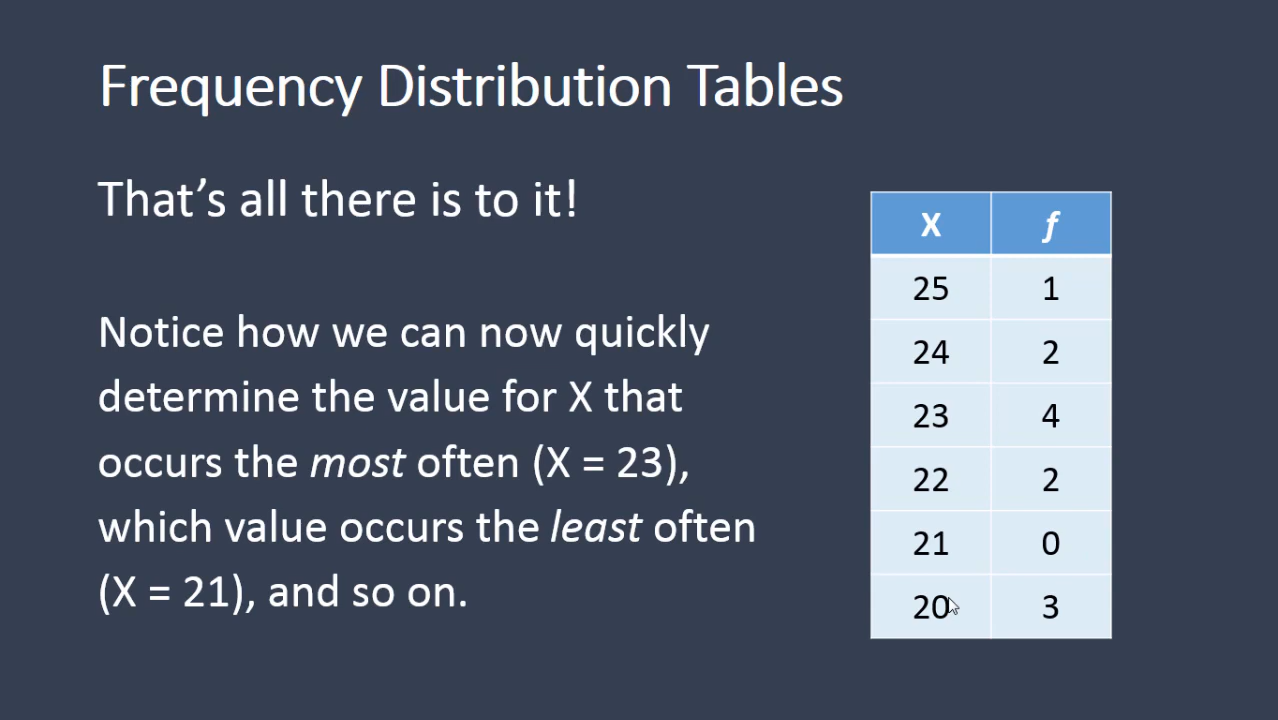 Frequency Distribution Tables
That’s all there is to it!
Notice how we can now quickly
determine the value for X that
occurs the most often (X = 23),
which value occurs the least often
(X = 21), and so on.
X f
25 1
24 2
23 4
22 2
21 0
20 3